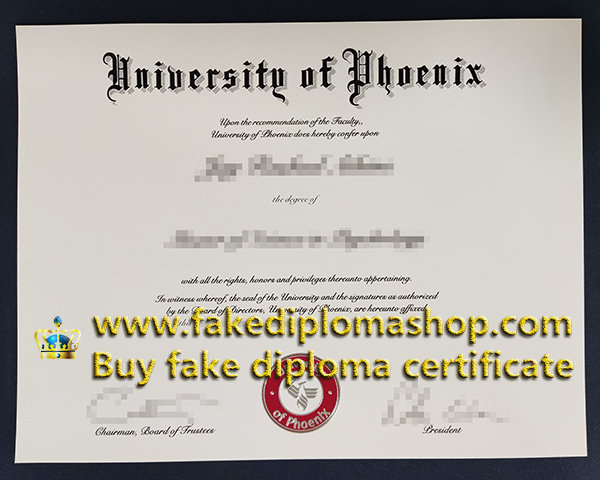 University of Phoenix
Upon the recommendation of the Faculty,,
University of Phoenix does hereby confer upon
the degree of
with all the rights, honors and privileges thereunto appertaining.
In witness whereof, the seal of the University and the signatures as authorized
by the Board of Directors, University of Phoenix, are hereunto affixed,
www.fakediplomashop.com
Buy fake diploma certificate
of Phoenix
Chairman, Board of Trustees
President